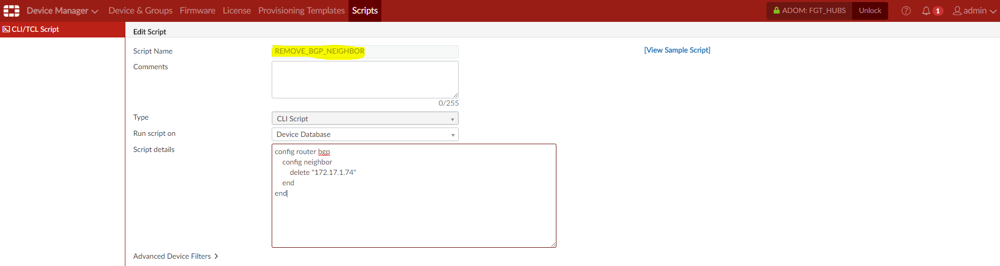 Device Manager Device & Groups Firmware License Provisioning Templates Scripts ADOM: FGT_HUBS Unlock ? 1 admin
CLI/TCL Script
Edit Script
Script Name REMOVE_BGP_NEIGHBOR [View Sample Script]
Comments
0/255
Type CLI Script
Run script on Device Database
Script details
config router bgp
config neighbor
delete "172.17.1.74"
end
end
Advanced Device Filters >